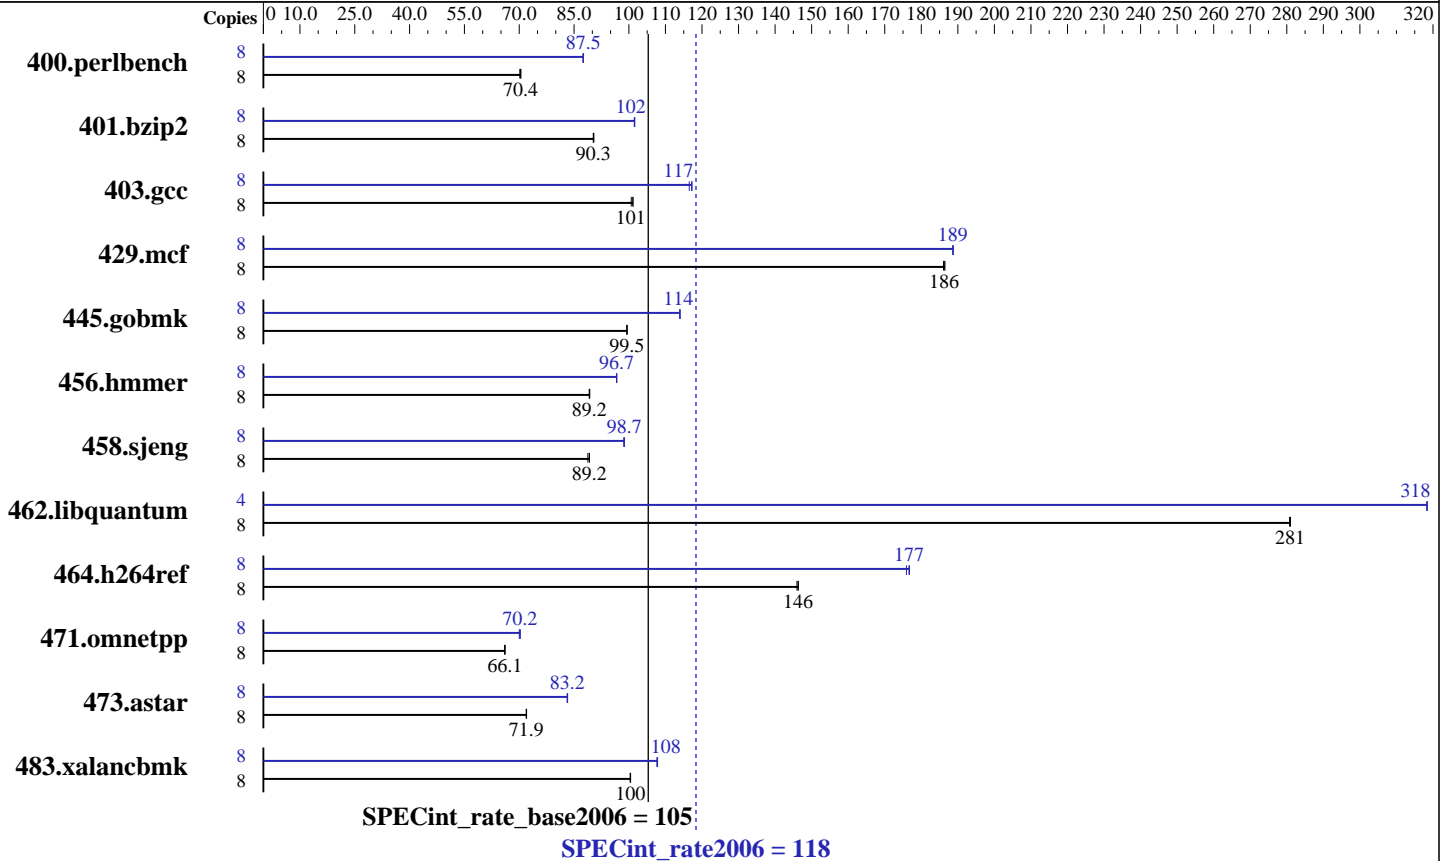 Copies 0 10.0 25.0 40.0 55.0 70.0 85.0 100 110 120 130 140 150 160 170 180 190 200 210 220 230 240 250 260 270 280 290 300 320
87.5
400.perlbench 8
8
70.4
102
401.bzip2 8
8
90.3
117
403.gcc 8
8
101
189
429.mcf 8
8
186
114
445.gobmk 8
8
99.5
96.7
456.hmmer 8
8
89.2
98.7
458.sjeng 8
8
89.2
318
462.libquantum 4
8
281
177
464.h264ref 8
8
146
70.2
471.omnetpp 8
8
66.1
83.2
473.astar 8
8
71.9
108
483.xalancbmk 8
8
100
SPECint_rate_base2006 = 105
SPECint_rate2006 = 118